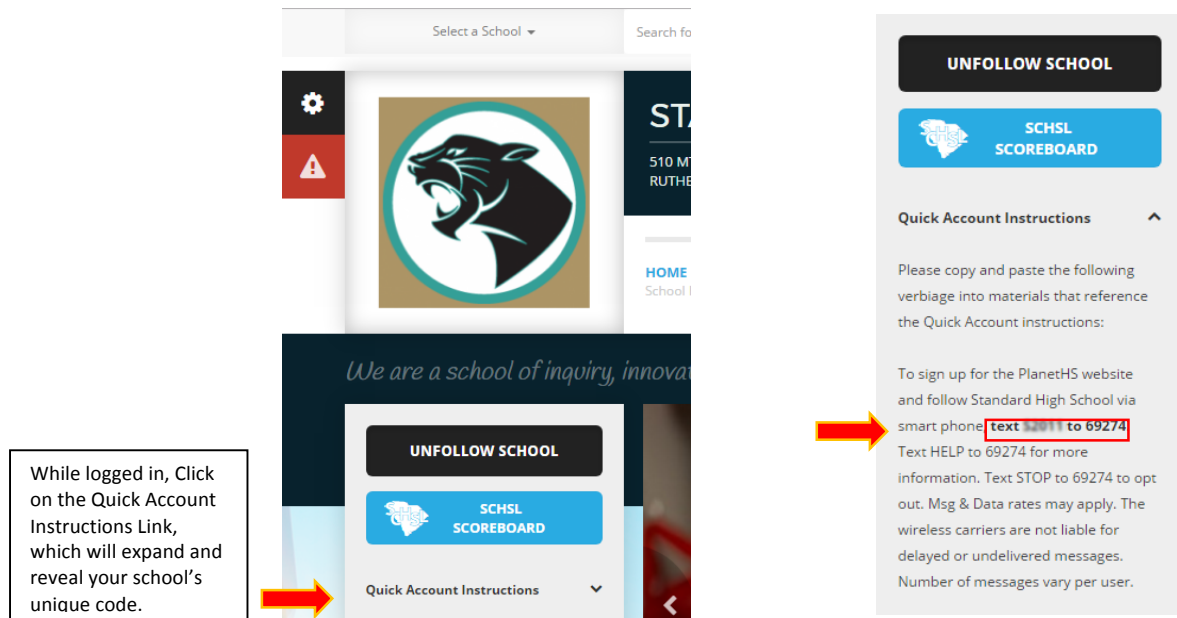 Select a School
Search fo
ST
510 M
RUTHE
HOME
School
We are a school of inquiry, innova
UNFOLLOW SCHOOL
SCHSL
SCOREBOARD
Quick Account Instructions
While logged in, Click
on the Quick Account
Instructions Link,
which will expand and
reveal your school's
unique code.
UNFOLLOW SCHOOL
SCHSL
SCOREBOARD
Quick Account Instructions
Please copy and paste the following
verbiage into materials that reference
the Quick Account instructions:
To sign up for the PlanetHS website
and follow Standard High School via
smart phone, text to 69274
Text HELP to 69274 for more
information. Text STOP to 69274 to opt
out. Msg & Data rates may apply. The
wireless carriers are not liable for
delayed or undelivered messages.
Number of messages vary per user.